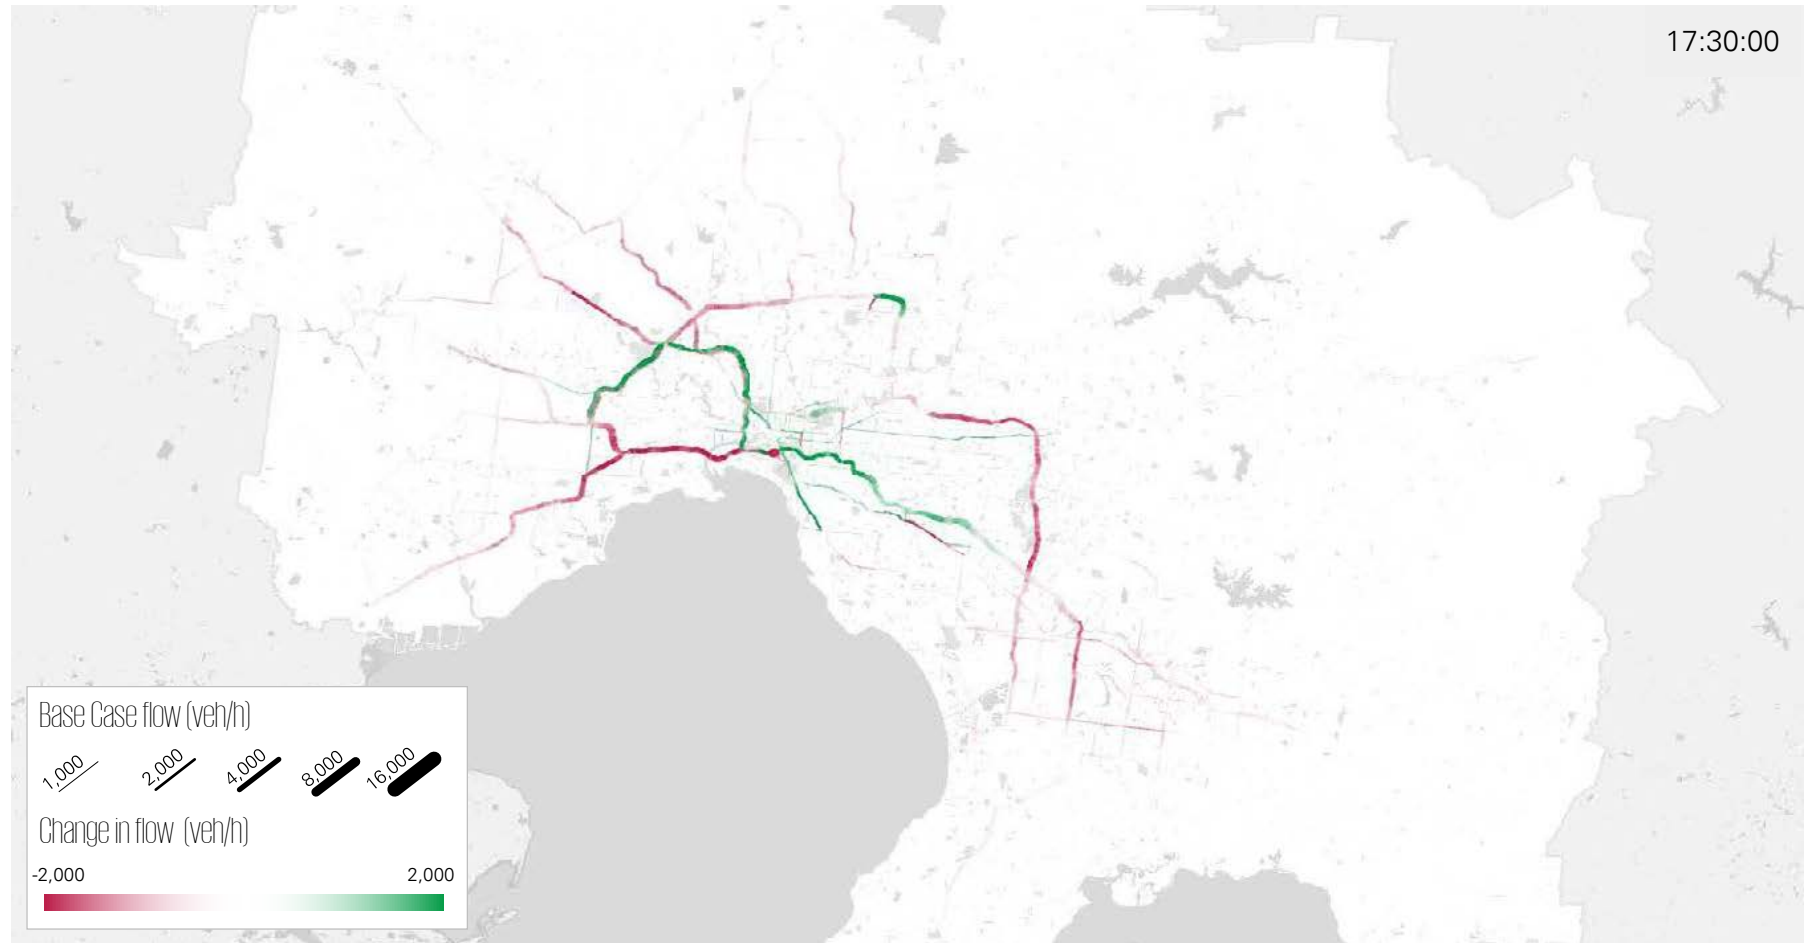 17:30:00
Base Case flow (veh/h)
1,000 2,000 4,000 8,000 16,000
Change in flow (veh/h)
-2,000 2,000